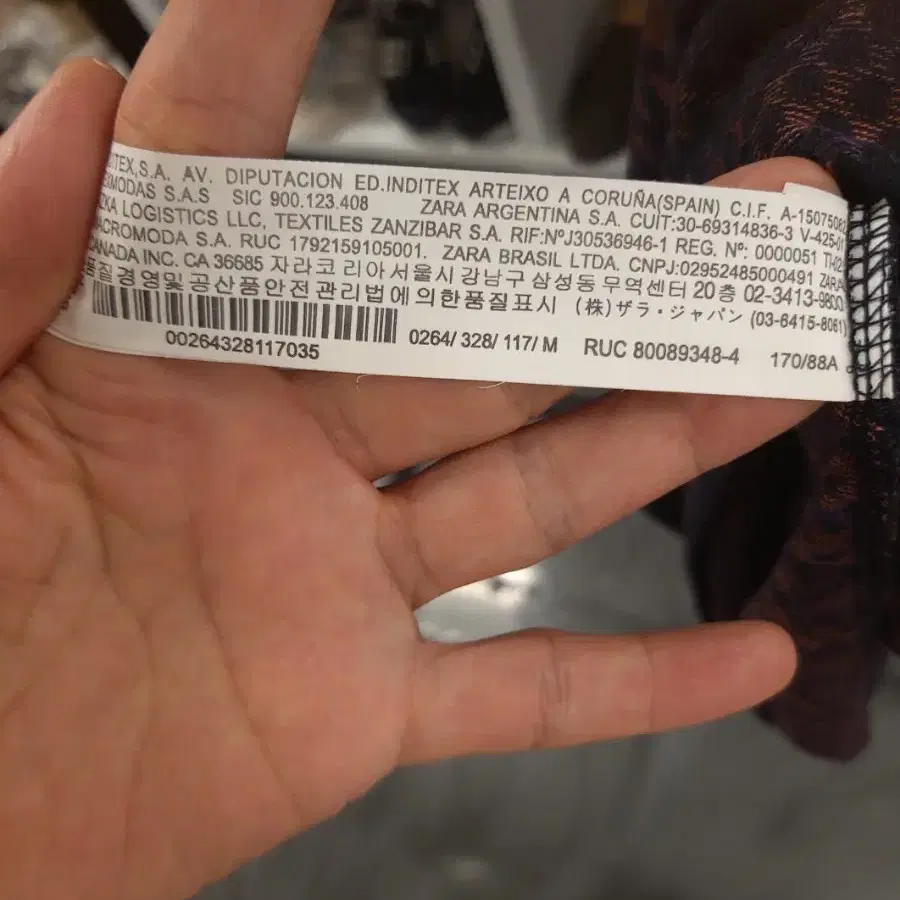 INDITEX,S.A. AV. DIPUTACION ED.INDITEX ARTEIXO A CORUÑA(SPAIN) C.I.F. A-15075062
TEXMODAS S.A.S SIC 900.123.408 ZARA ARGENTINA S.A. CUIT:30-69314836-3 V-425-01
LOGISTICS LLC, TEXTILES ZANZIBAR S.A. RIF:NºJ30536946-1 REG. Nº: 0000051
S.A. RUC 1792159105001. ZARA BRASIL LTDA. CNPJ:02952485000491 ZARA
CANADA INC. CA 36685 자라코리아서울시강남구삼성동무역센터20층 02-3413-9800
품질경영및공산품안전관리법에의한품질표시 (株)ザラ・ジャパン (03-6415-8061)
00264328117035 0264/ 328/ 117/ M RUC 80089348-4 170/88A